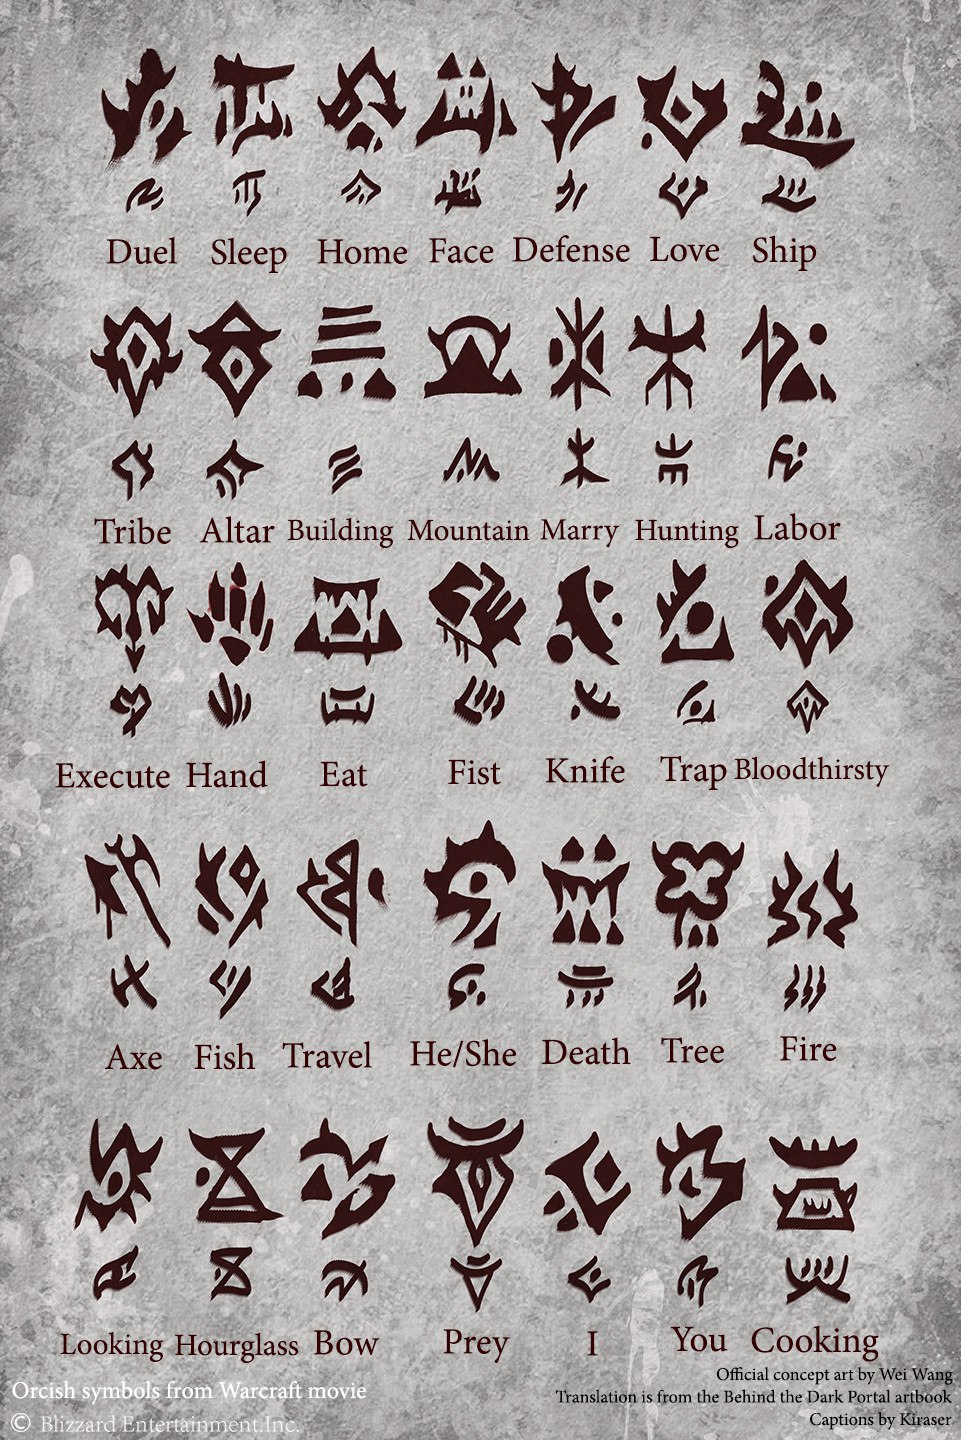 Duel Sleep Home Face Defense Love Ship
Tribe Altar Building Mountain Marry Hunting Labor
Execute Hand Eat Fist Knife Trap Bloodthirsty
Axe Fish Travel He/She Death Tree Fire
Looking Hourglass Bow Prey I You Cooking
Official concept art by Wei Wang
Orcish symbols from Warcraft movie
Translation is from the Behind the Dark Portal artbook
© Blizzard Entertainment.Inc.
Captions by Kiraser